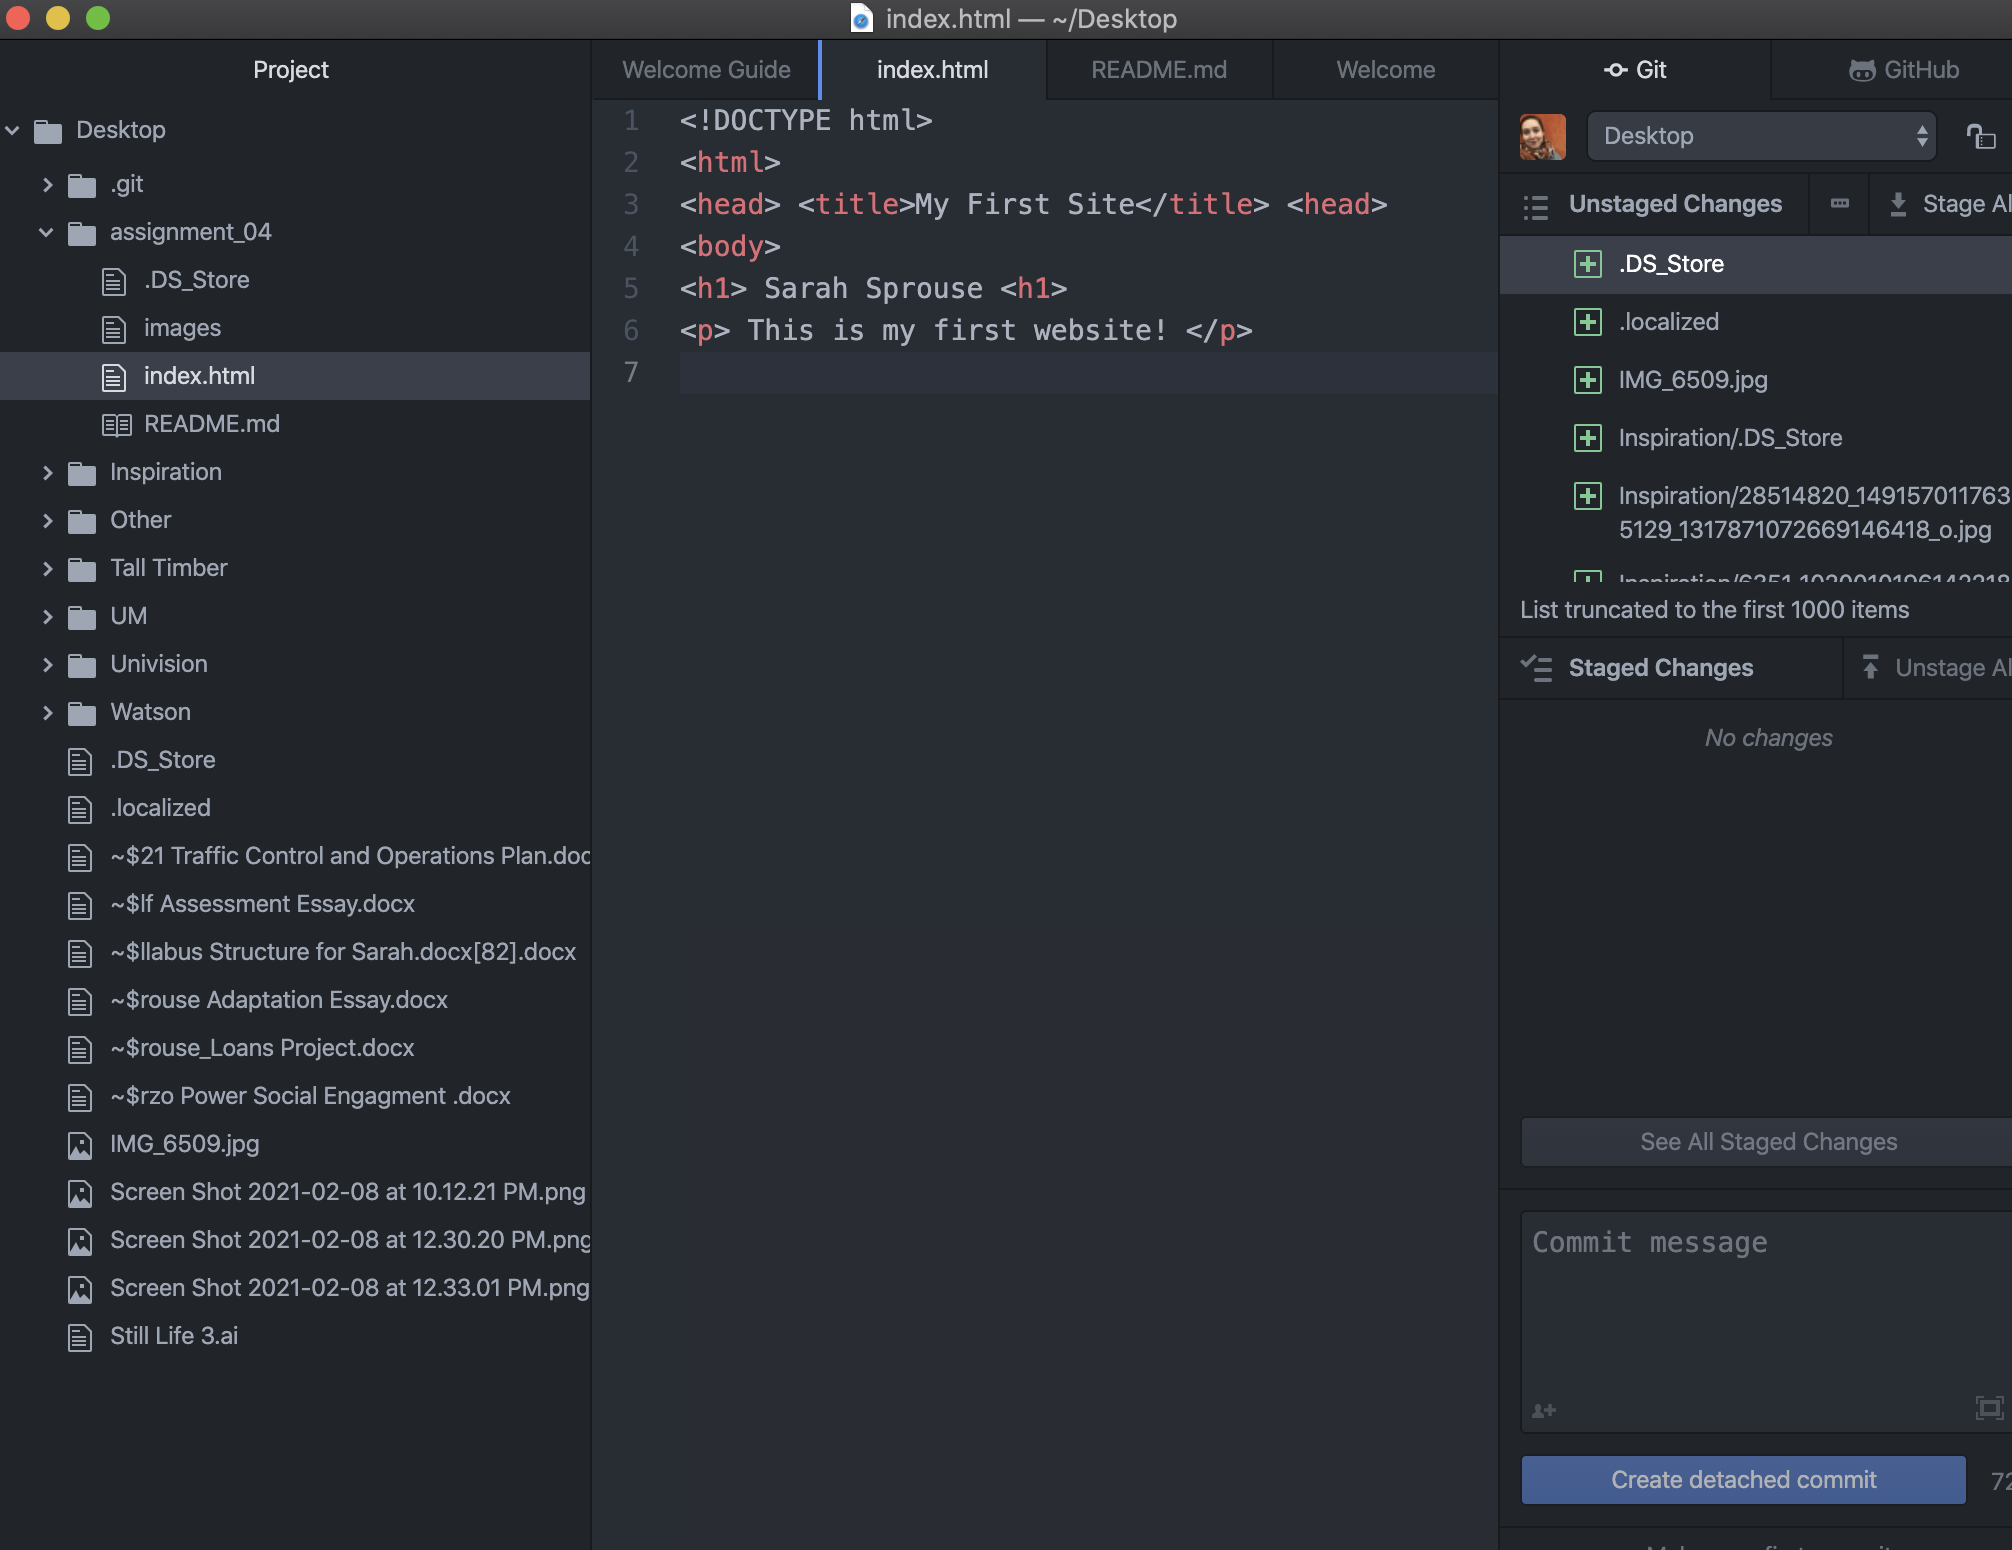 index.html — ~/Desktop
Project
Desktop
.git
assignment_04
.DS_Store
images
index.html
README.md
Inspiration
Other
Tall Timber
UM
Univision
Watson
.DS_Store
.localized
~$21 Traffic Control and Operations Plan.doc
~$lf Assessment Essay.docx
~$llabus Structure for Sarah.docx[82].docx
~$rouse Adaptation Essay.docx
~$rouse_Loans Project.docx
~$rzo Power Social Engagment .docx
IMG_6509.jpg
Screen Shot 2021-02-08 at 10.12.21 PM.png
Screen Shot 2021-02-08 at 12.30.20 PM.png
Screen Shot 2021-02-08 at 12.33.01 PM.png
Still Life 3.ai
Welcome Guide
index.html
README.md
Welcome
1 <!DOCTYPE html>
2 <html>
3 <head> <title>My First Site</title> <head>
4 <body>
5 <h1> Sarah Sprouse <h1>
6 <p> This is my first website! </p>
7
Git
GitHub
Desktop
Unstaged Changes
Stage Al
.DS_Store
.localized
IMG_6509.jpg
Inspiration/.DS_Store
Inspiration/28514820_149157011763
5129_1317871072669146418_o.jpg
List truncated to the first 1000 items
Staged Changes
Unstage Al
No changes
See All Staged Changes
Commit message
Create detached commit
72